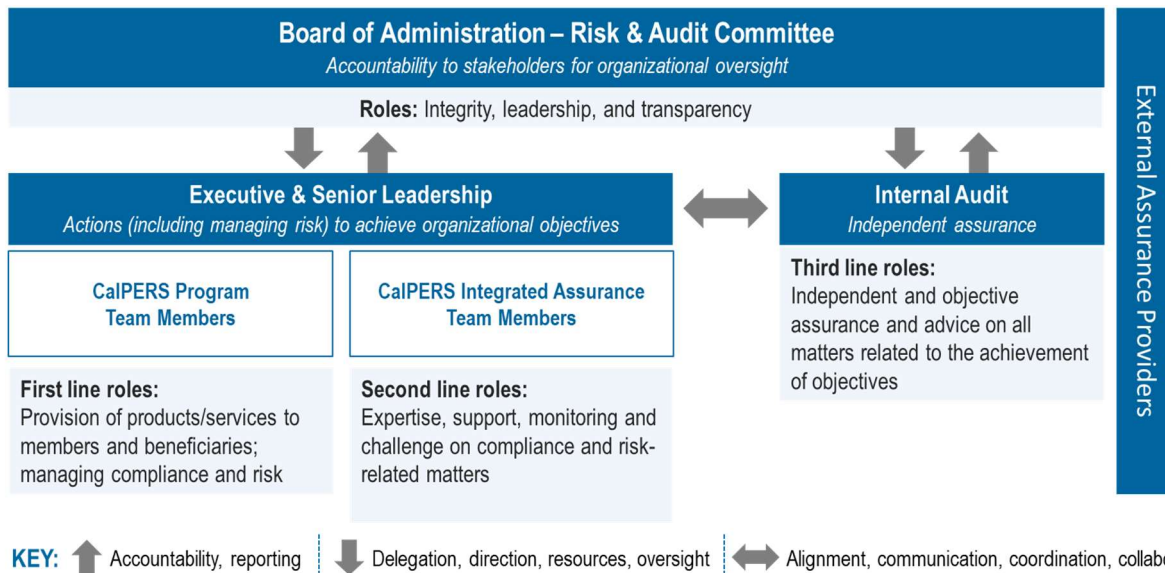 Board of Administration – Risk & Audit Committee
Accountability to stakeholders for organizational oversight
Roles: Integrity, leadership, and transparency
Executive & Senior Leadership
Actions (including managing risk) to achieve organizational objectives
CalPERS Program
Team Members
First line roles:
Provision of products/services to
members and beneficiaries;
managing compliance and risk
CalPERS Integrated Assurance
Team Members
Second line roles:
Expertise, support, monitoring and
challenge on compliance and risk-
related matters
Internal Audit
Independent assurance
Third line roles:
Independent and objective
assurance and advice on all
matters related to the achievement
of objectives
External Assurance Providers
KEY: Accountability, reporting
Delegation, direction, resources, oversight
Alignment, communication, coordination,